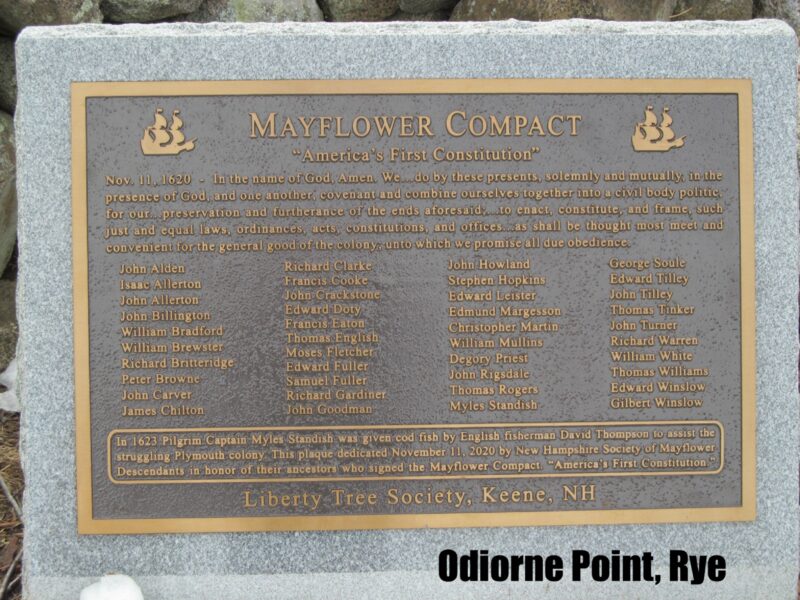 MAYFLOWER COMPACT
"America's First Constitution"
Nov. 11, 1620 - In the name of God, Amen. We...do by these presents, solemnly and mutually, in the
presence of God, and one another, covenant and combine ourselves together into a civil body politic,
for our...preservation and furtherance of the ends aforesaid;...to enact, constitute, and frame, such
just and equal laws, ordinances, acts, constitutions, and offices...as shall be thought most meet and
convenient for the general good of the colony, unto which we promise all due obedience.
John Alden
Isaac Allerton
John Allerton
John Billington
William Bradford
William Brewster
Richard Britteridge
Peter Browne
John Carver
James Chilton
Richard Clarke
Francis Cooke
John Crackstone
Edward Doty
Francis Eaton
Thomas English
Moses Fletcher
Edward Fuller
Samuel Fuller
Richard Gardiner
John Goodman
John Howland
Stephen Hopkins
Edward Leister
Edmund Margesson
Christopher Martin
William Mullins
Degory Priest
John Rigsdale
Thomas Rogers
Myles Standish
George Soule
Edward Tilley
John Tilley
Thomas Tinker
John Turner
Richard Warren
William White
Thomas Williams
Edward Winslow
Gilbert Winslow
In 1623 Pilgrim Captain Myles Standish was given cod fish by English fisherman David Thompson to assist the
struggling Plymouth colony. This plaque dedicated November 11, 2020 by New Hampshire Society of Mayflower
Descendants in honor of their ancestors who signed the Mayflower Compact. "America's First Constitution."
Liberty Tree Society, Keene, NH
Odiorne Point, Rye